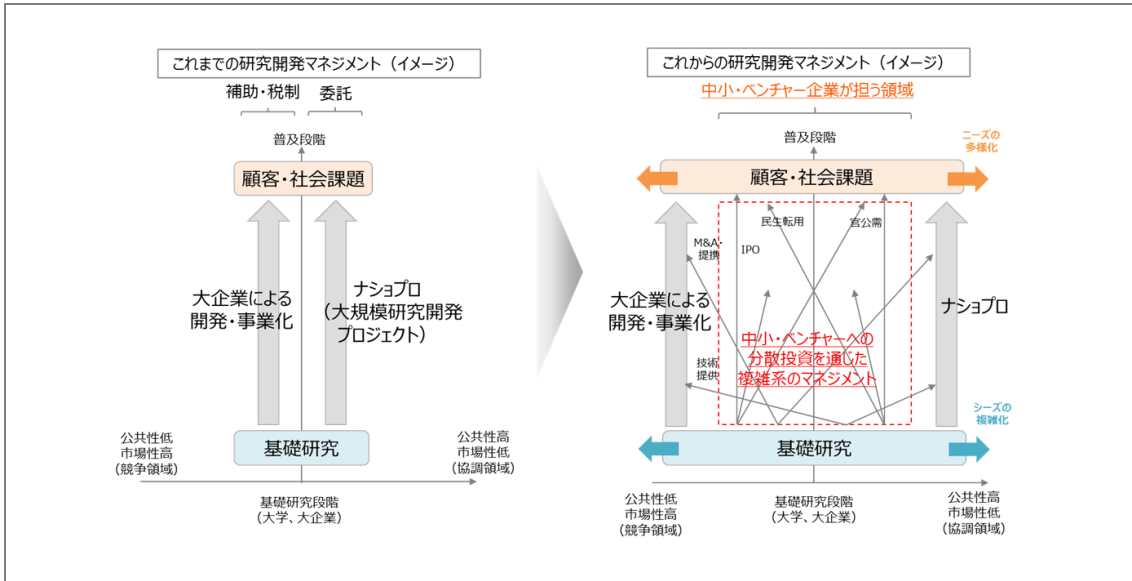 これまでの研究開発マネジメント（イメージ）
補助・税制
委託
普及段階
顧客・社会課題
大企業による
開発・事業化
ナショプロ
（大規模研究開発
プロジェクト）
基礎研究
公共性低
市場性高
（競争領域）
公共性高
市場性低
（協調領域）
基礎研究段階
（大学、大企業）
これからの研究開発マネジメント（イメージ）
中小・ベンチャー企業が担う領域
普及段階
ニーズの
多様化
顧客・社会課題
民生転用
官公需
M&A・
提携
IPO
大企業による
開発・事業化
ナショプロ
中小・ベンチャーへの
分散投資を通じた
複雑系のマネジメント
技術
提供
シーズの
複雑化
基礎研究
公共性低
市場性高
（競争領域）
基礎研究段階
（大学、大企業）
公共性高
市場性低
（協調領域）